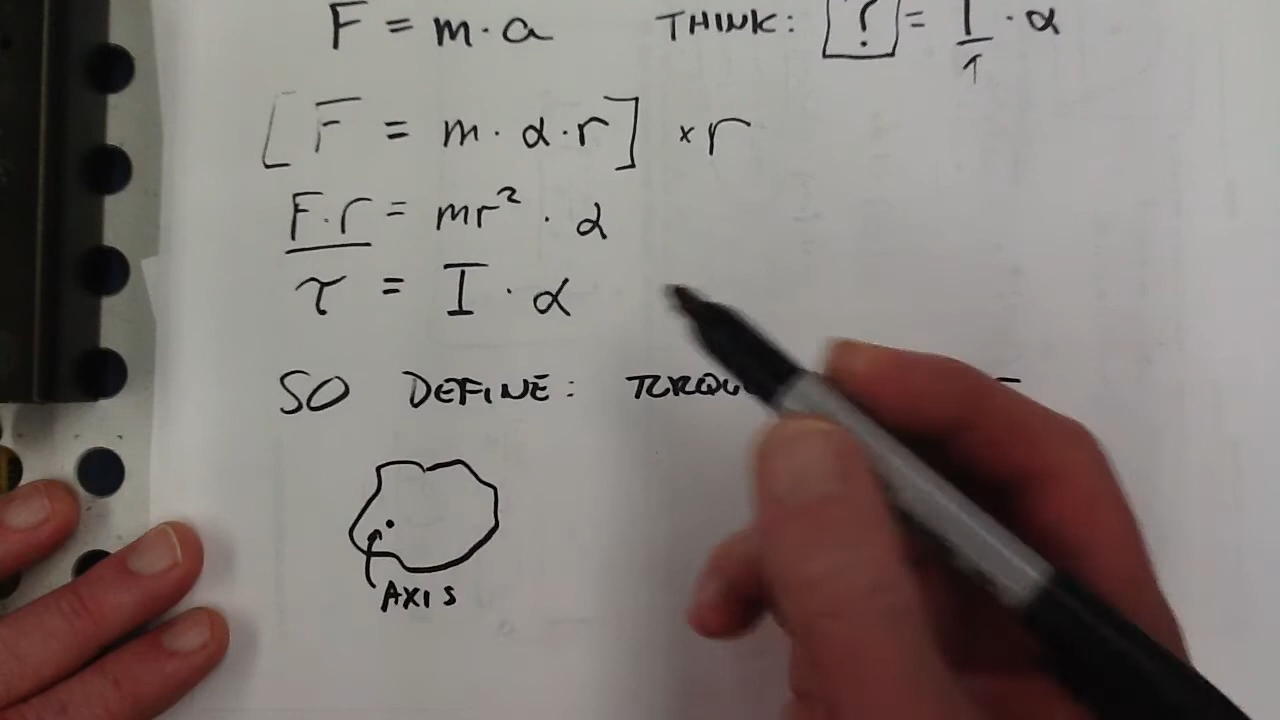 F = m · a THINK: [?] = I · α
[F = m · α · r] × r
F · r = mr² · α
τ = I · α
SO DEFINE:
AXIS